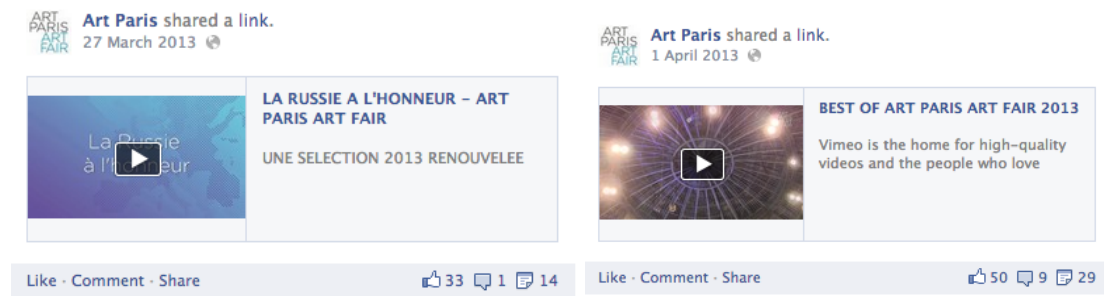 ART
PARIS
ART
FAIR
Art Paris shared a link.
27 March 2013
La Russie
à l'honneur
LA RUSSIE A L'HONNEUR – ART
PARIS ART FAIR
UNE SELECTION 2013 RENOUVELEE
Like · Comment · Share
33 1 14
ART
PARIS
ART
FAIR
Art Paris shared a link.
1 April 2013
BEST OF ART PARIS ART FAIR 2013
Vimeo is the home for high-quality
videos and the people who love
Like · Comment · Share
50 9 29